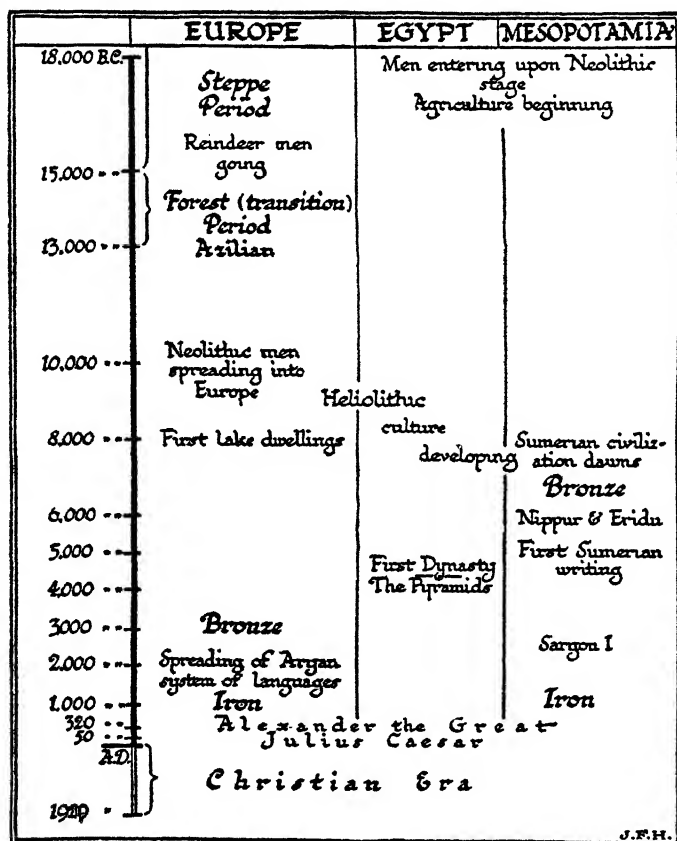 EUROPE EGYPT MESOPOTAMIA
18,000 B.C.
Steppe
Period
Men entering upon Neolithic
stage
Agriculture beginning
Reindeer men
going
15,000 "
Forest (transition)
Period
13,000 "
Azilian
10,000 "
Neolithic men
spreading into
Europe
Heliolithic
culture
developing
8,000 "
First lake dwellings
Sumerian civiliz-
ation dawns
Bronze
6,000 "
Nippur & Eridu
5,000 "
First Sumerian
writing
First Dynasty
The Pyramids
4,000 "
3,000 "
Bronze
Sargon I
2,000 "
Spreading of Aryan
system of languages
1,000 "
Iron Iron
320 "
Alexander the Great
50 "
Julius Caesar
A.D.
Christian Era
J.F.H.